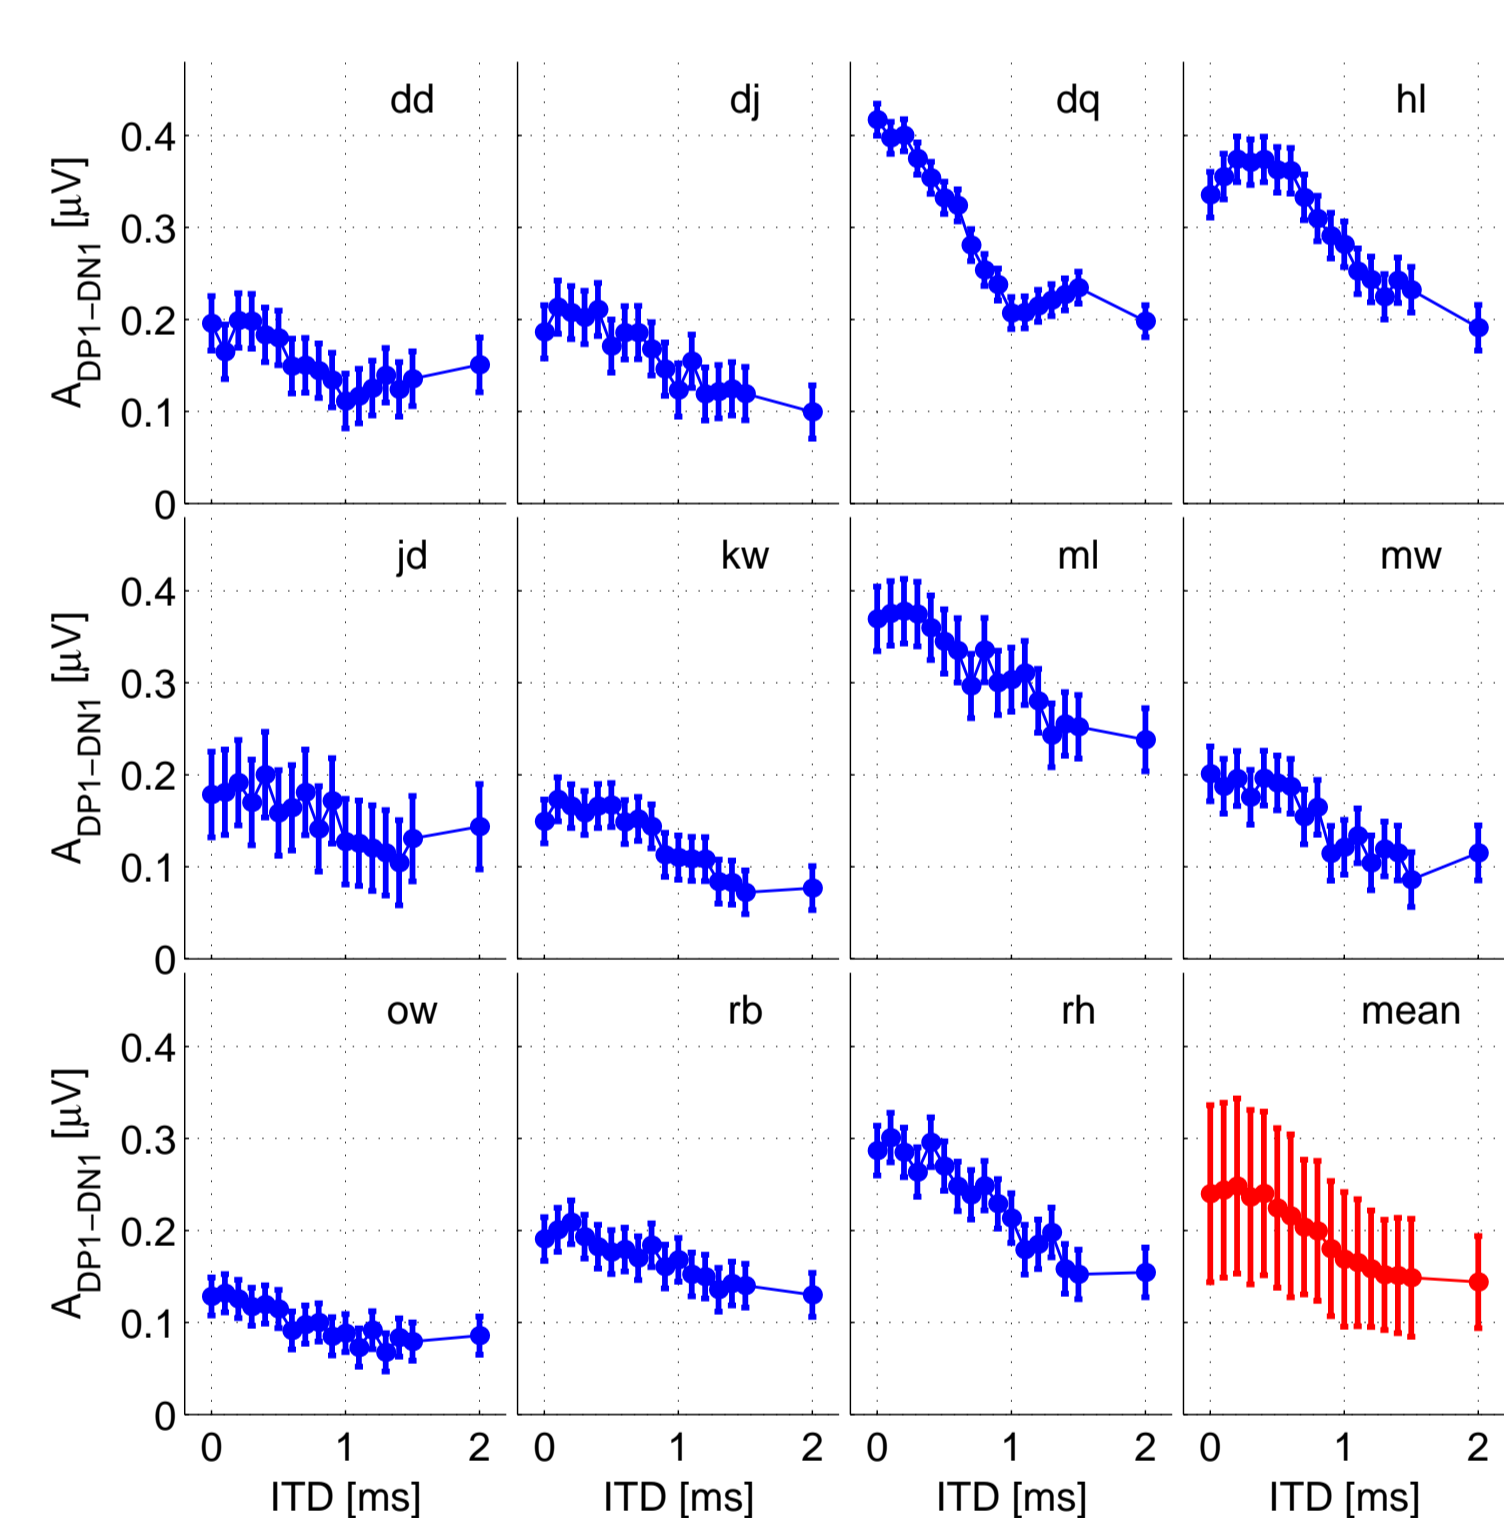 dd dj dq hl
A_DP1−DN1 [µV]
0.4
0.3
0.2
0.1
0
jd kw ml mw
A_DP1−DN1 [µV]
0.4
0.3
0.2
0.1
0
ow rb rh mean
A_DP1−DN1 [µV]
0.4
0.3
0.2
0.1
0
0 1 2 0 1 2 0 1 2 0 1 2
ITD [ms] ITD [ms] ITD [ms] ITD [ms]